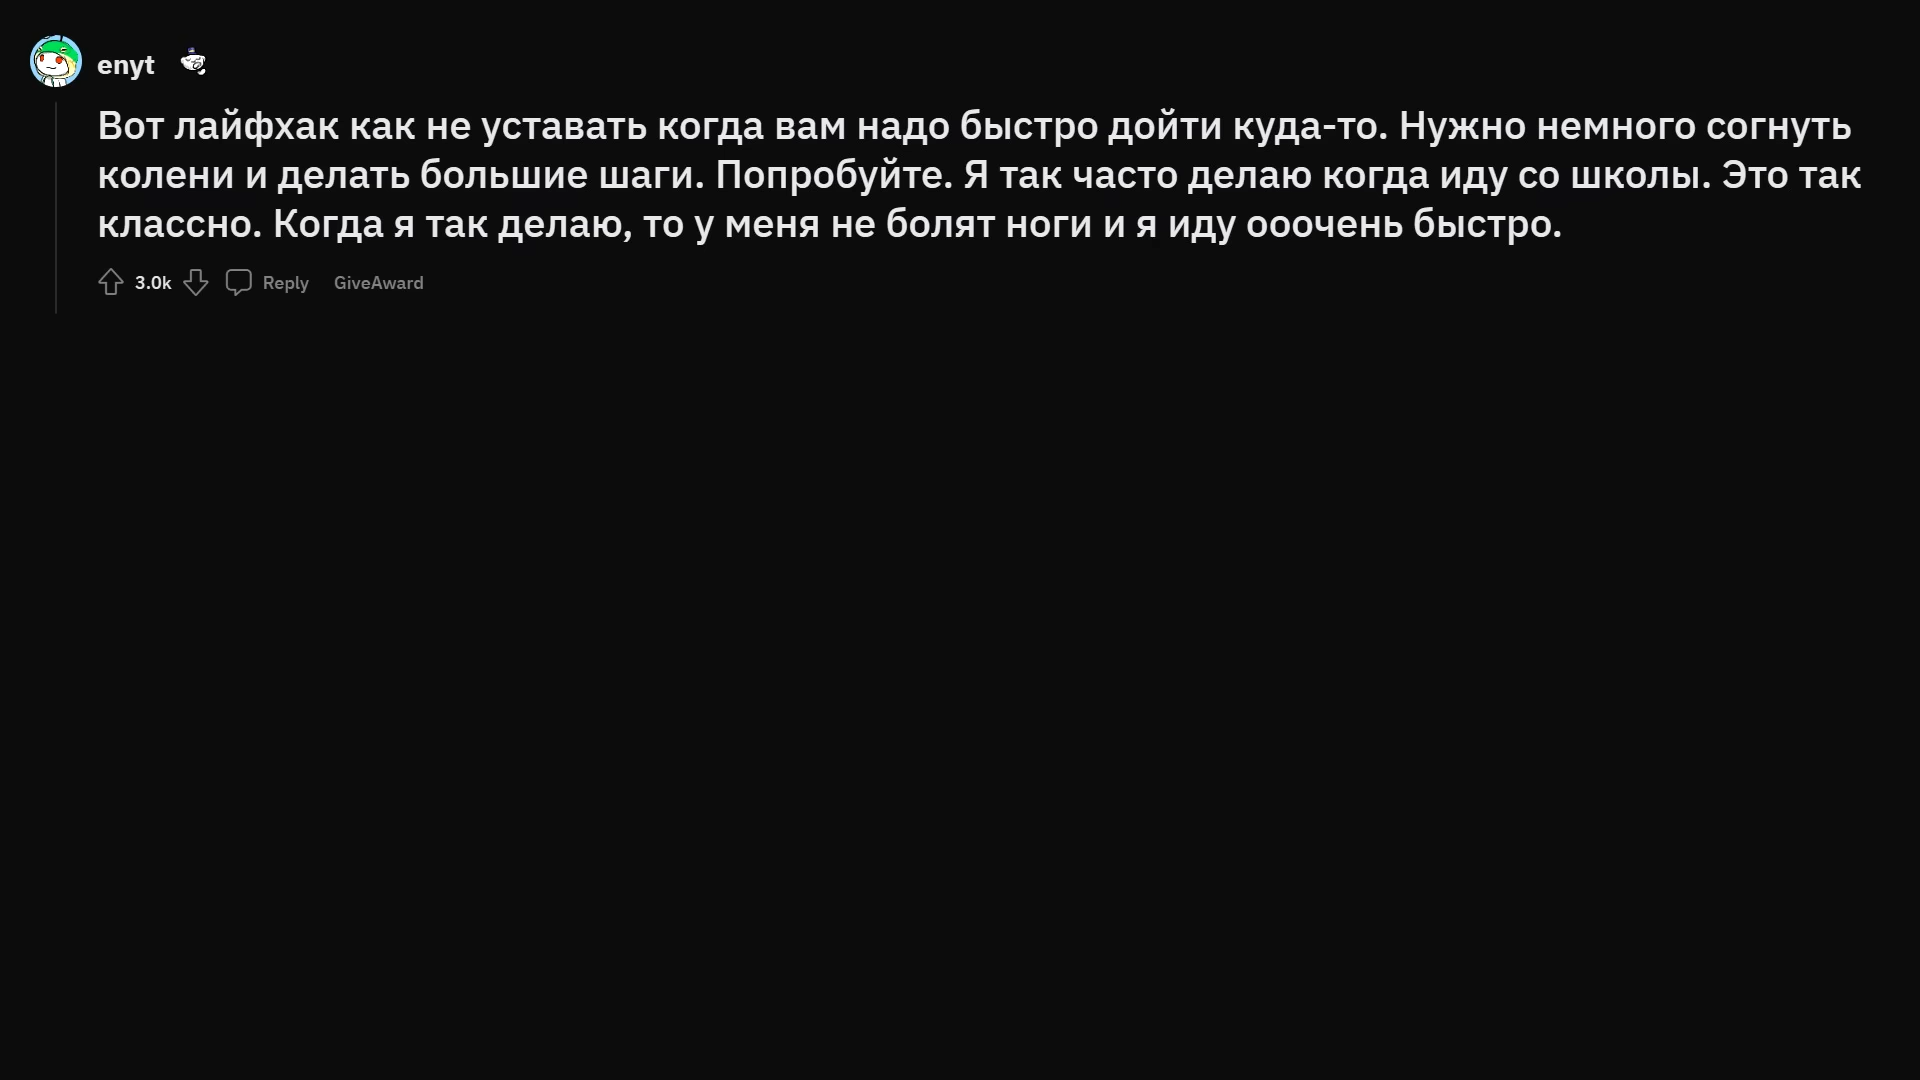 enyt
Вот лайфхак как не уставать когда вам надо быстро дойти куда-то. Нужно немного согнуть
колени и делать большие шаги. Попробуйте. Я так часто делаю когда иду со школы. Это так
классно. Когда я так делаю, то у меня не болят ноги и я иду ооочень быстро.
3.0k Reply GiveAward